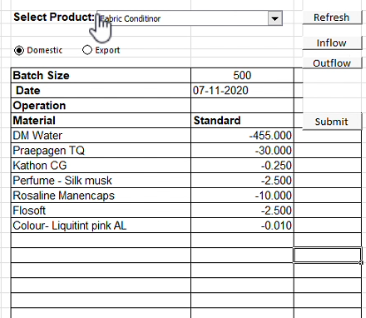 Select Product: Fabric Conditinor Refresh
Domestic Export Inflow
Outflow
Batch Size 500
Date 07-11-2020
Operation
Material Standard Submit
DM Water -455.000
Praepagen TQ -30.000
Kathon CG -0.250
Perfume - Silk musk -2.500
Rosaline Manencaps -10.000
Flosoft -2.500
Colour- Liquitint pink AL -0.010